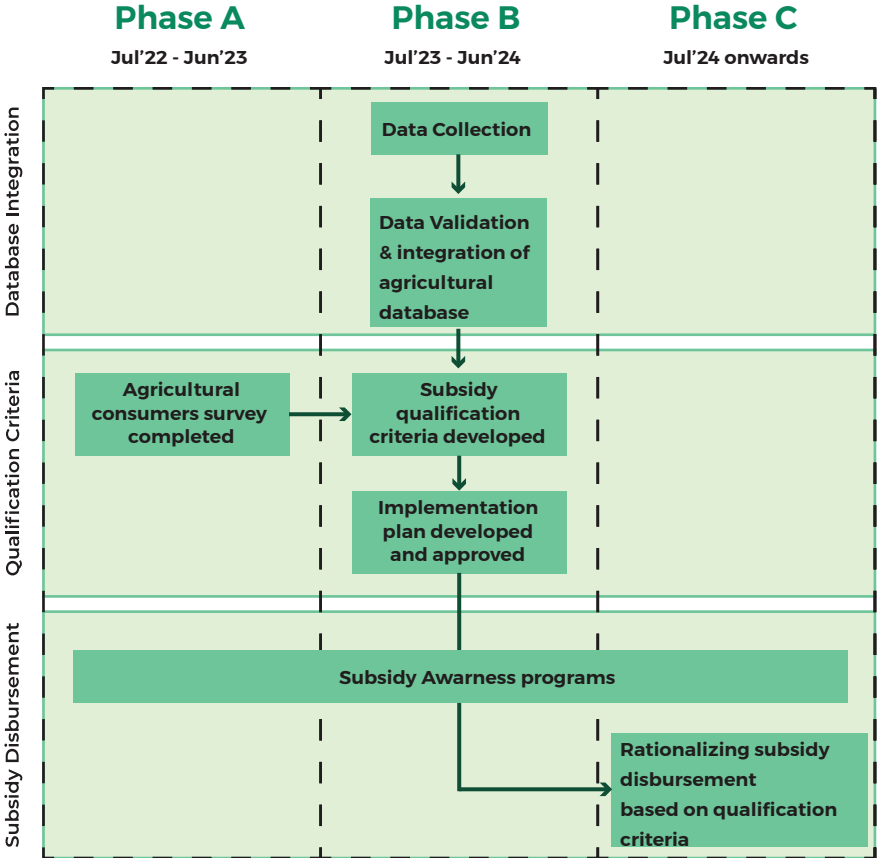 Phase A
Phase B
Phase C
Jul’22 - Jun’23
Jul’23 - Jun’24
Jul’24 onwards
Database Integration
Data Collection
Data Validation
& integration of
agricultural
database
Qualification Criteria
Agricultural
consumers survey
completed
Subsidy
qualification
criteria developed
Implementation
plan developed
and approved
Subsidy Disbursement
Subsidy Awarness programs
Rationalizing subsidy
disbursement
based on qualification
criteria